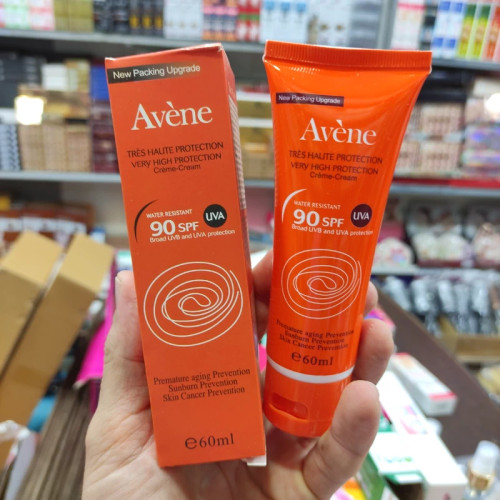 New Packing Upgrade
Avène
TRÈS HAUTE PROTECTION
VERY HIGH PROTECTION
Crème-Cream
WATER RESISTANT
90 SPF UVA
Broad UVB and UVA protection
Premature aging Prevention
Sunburn Prevention
Skin Cancer Prevention
e60ml
New Packing Upgrade
Avène
TRÈS HAUTE PROTECTION
VERY HIGH PROTECTION
Crème-Cream
WATER RESISTANT
90 SPF UVA
Broad UVB and UVA protection
Premature aging Prevention
Sunburn Prevention
Skin Cancer Prevention
e60ml